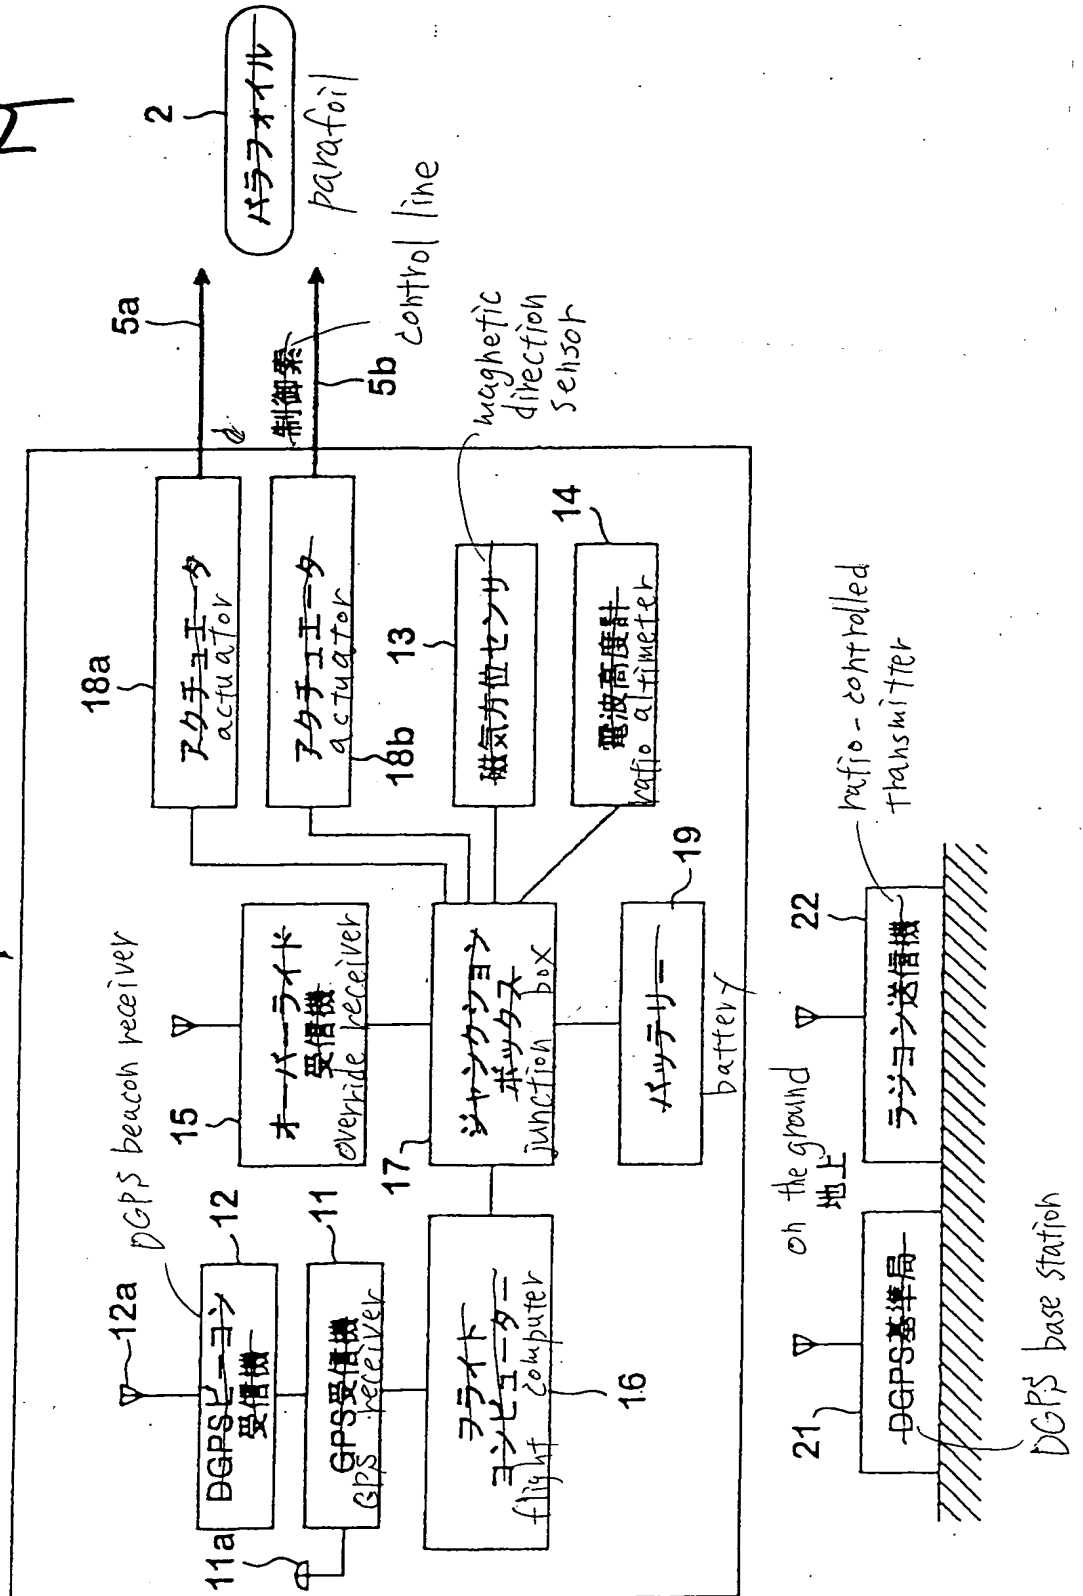 12a
DGPS beacon receiver
12
DGPSビーコン
受信機
11a
11
GPS受信機
GPS receiver
フライト
コンピューター
flight computer
16
15
オーバーライド
受信機
override receiver
17
ジャンクション
ボックス
junction box
19
バッテリー
battery
18a
アクチュエータ
actuator
アクチュエータ
actuator
18b
13
磁気方位センサ
magnetic
direction
sensor
14
電波高度計
ratio altimeter
5a
制御索
5b
control line
2
パラフォイル
parafoil
on the ground
地上
21
DGPS基準局
DGPS base station
22
ラジコン送信機
ratio-controlled
transmitter